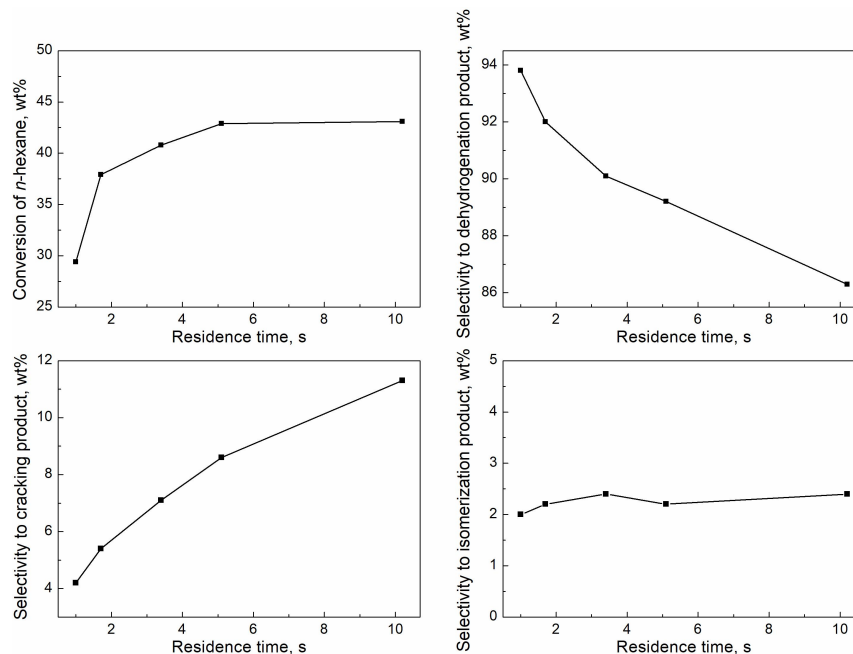 Conversion of n-hexane, wt%
50
45
40
35
30
25
2 4 6 8 10
Residence time, s
Selectivity to dehydrogenation product, wt%
94
92
90
88
86
2 4 6 8 10
Residence time, s
Selectivity to cracking product, wt%
12
10
8
6
4
2 4 6 8 10
Residence time, s
Selectivity to isomerization product, wt%
5
4
3
2
1
0
2 4 6 8 10
Residence time, s